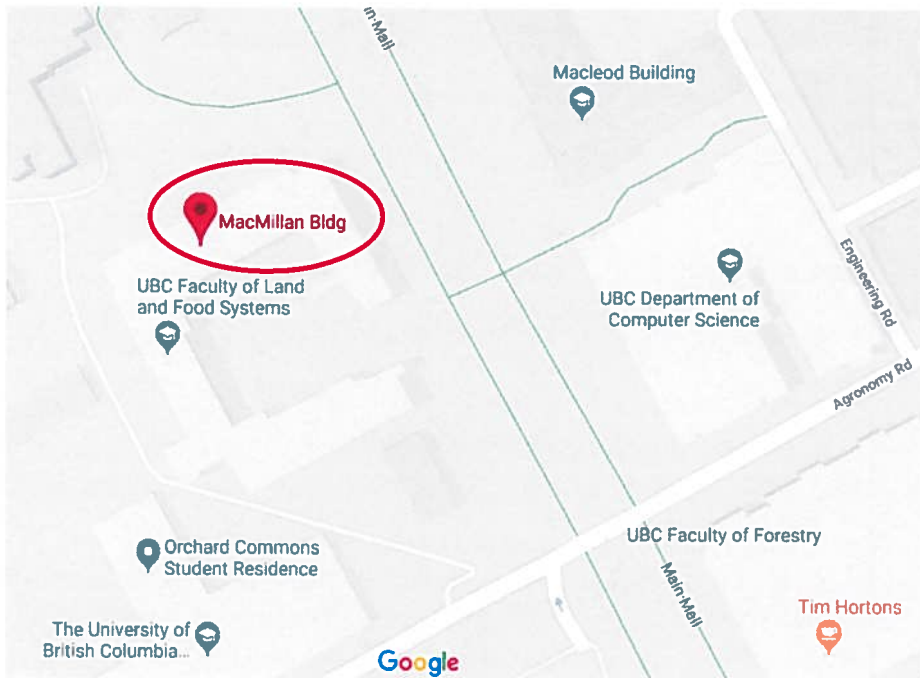 in-Mall
Macleod Building
MacMillan Bldg
UBC Faculty of Land
and Food Systems
UBC Department of
Computer Science
Engineering Rd
Agronomy Rd
UBC Faculty of Forestry
Orchard Commons
Student Residence
Main-Mall
Tim Hortons
The University of
British Columbia...
Google